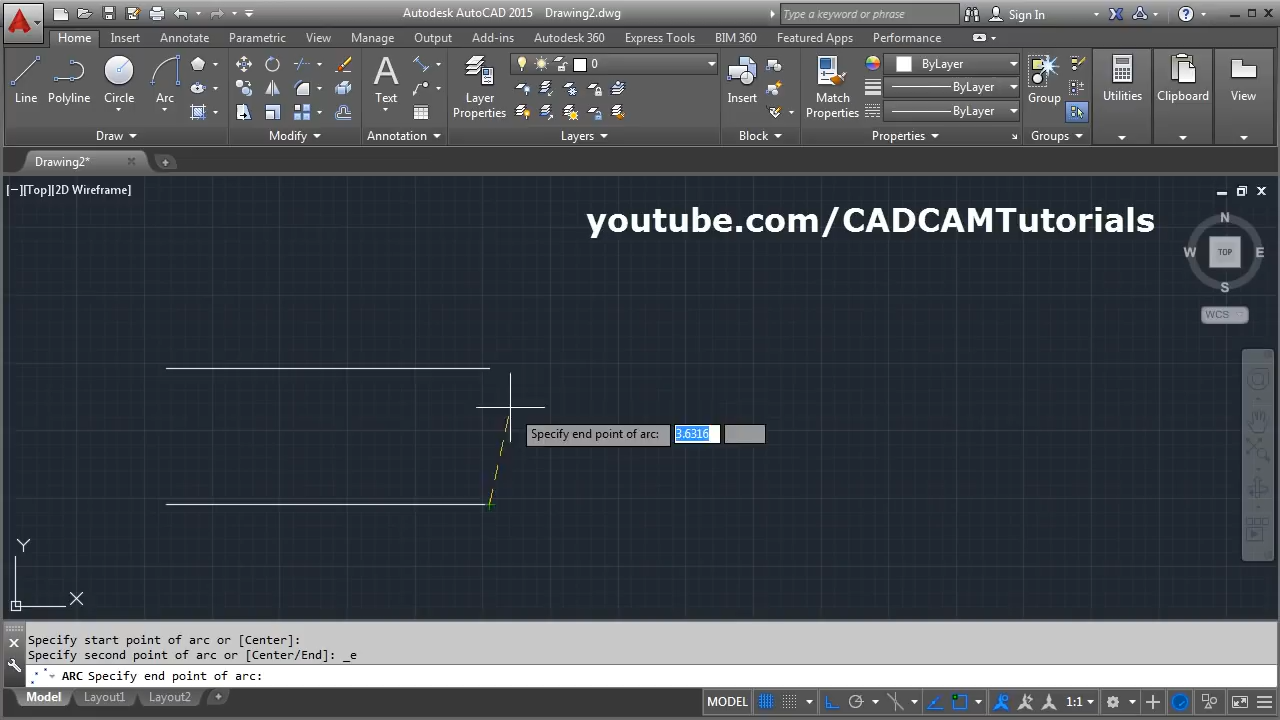 Autodesk AutoCAD 2015 Drawing2.dwg
Type a keyword or phrase
Sign In
Home Insert Annotate Parametric View Manage Output Add-ins Autodesk 360 Express Tools BIM 360 Featured Apps Performance
Line Polyline Circle Arc
Text
Layer Properties
0
Insert
Match Properties
ByLayer
ByLayer
ByLayer
Group
Utilities
Clipboard
View
Draw Modify Annotation Layers Block Properties Groups
Drawing2*
[−][Top][2D Wireframe]
youtube.com/CADCAMTutorials
N
W TOP E
S
WCS
Specify end point of arc: 3.6316
Y
X
Specify start point of arc or [Center]:
Specify second point of arc or [Center/End]: _e
ARC Specify end point of arc:
Model Layout1 Layout2 +
MODEL 1:1